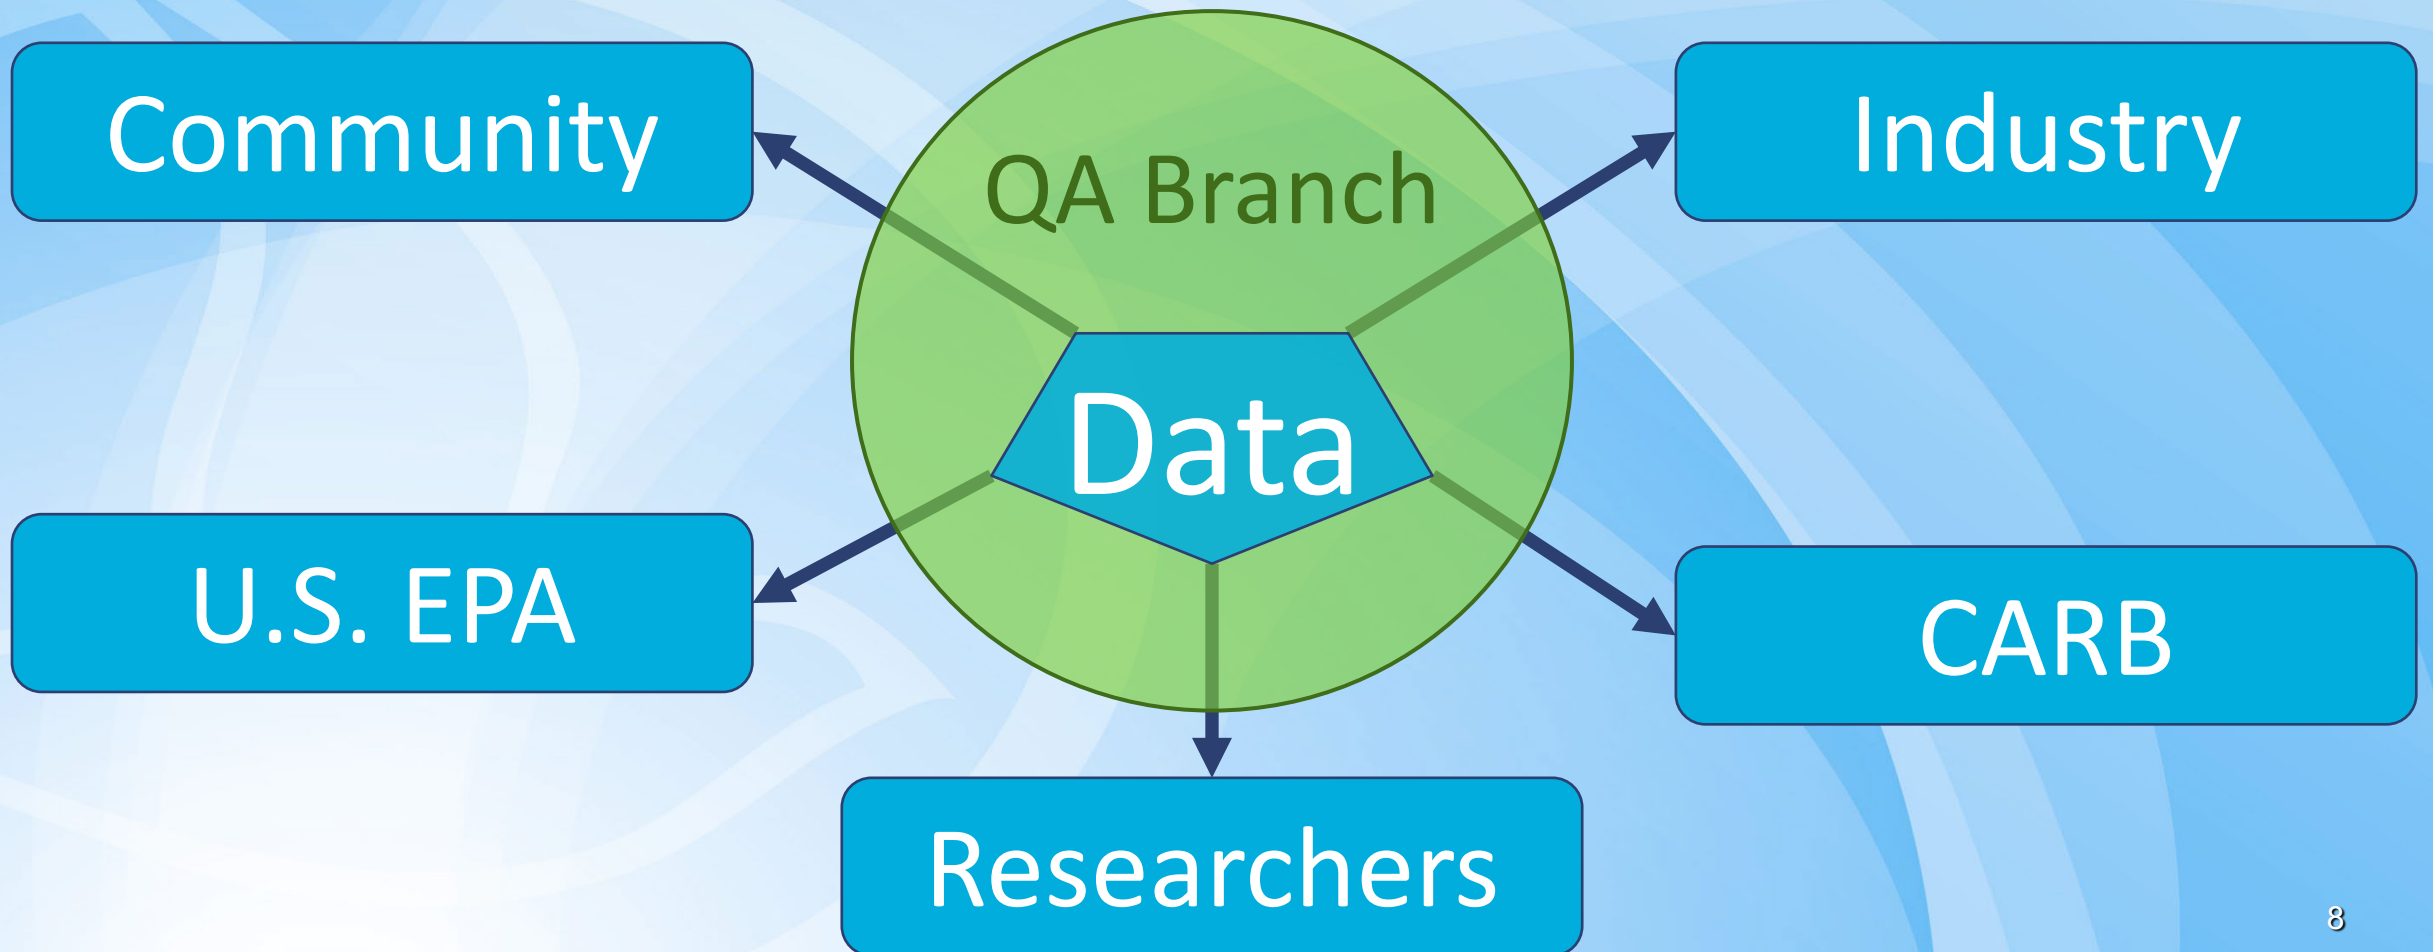 Community
QA Branch
Industry
Data
U.S. EPA
CARB
Researchers
8